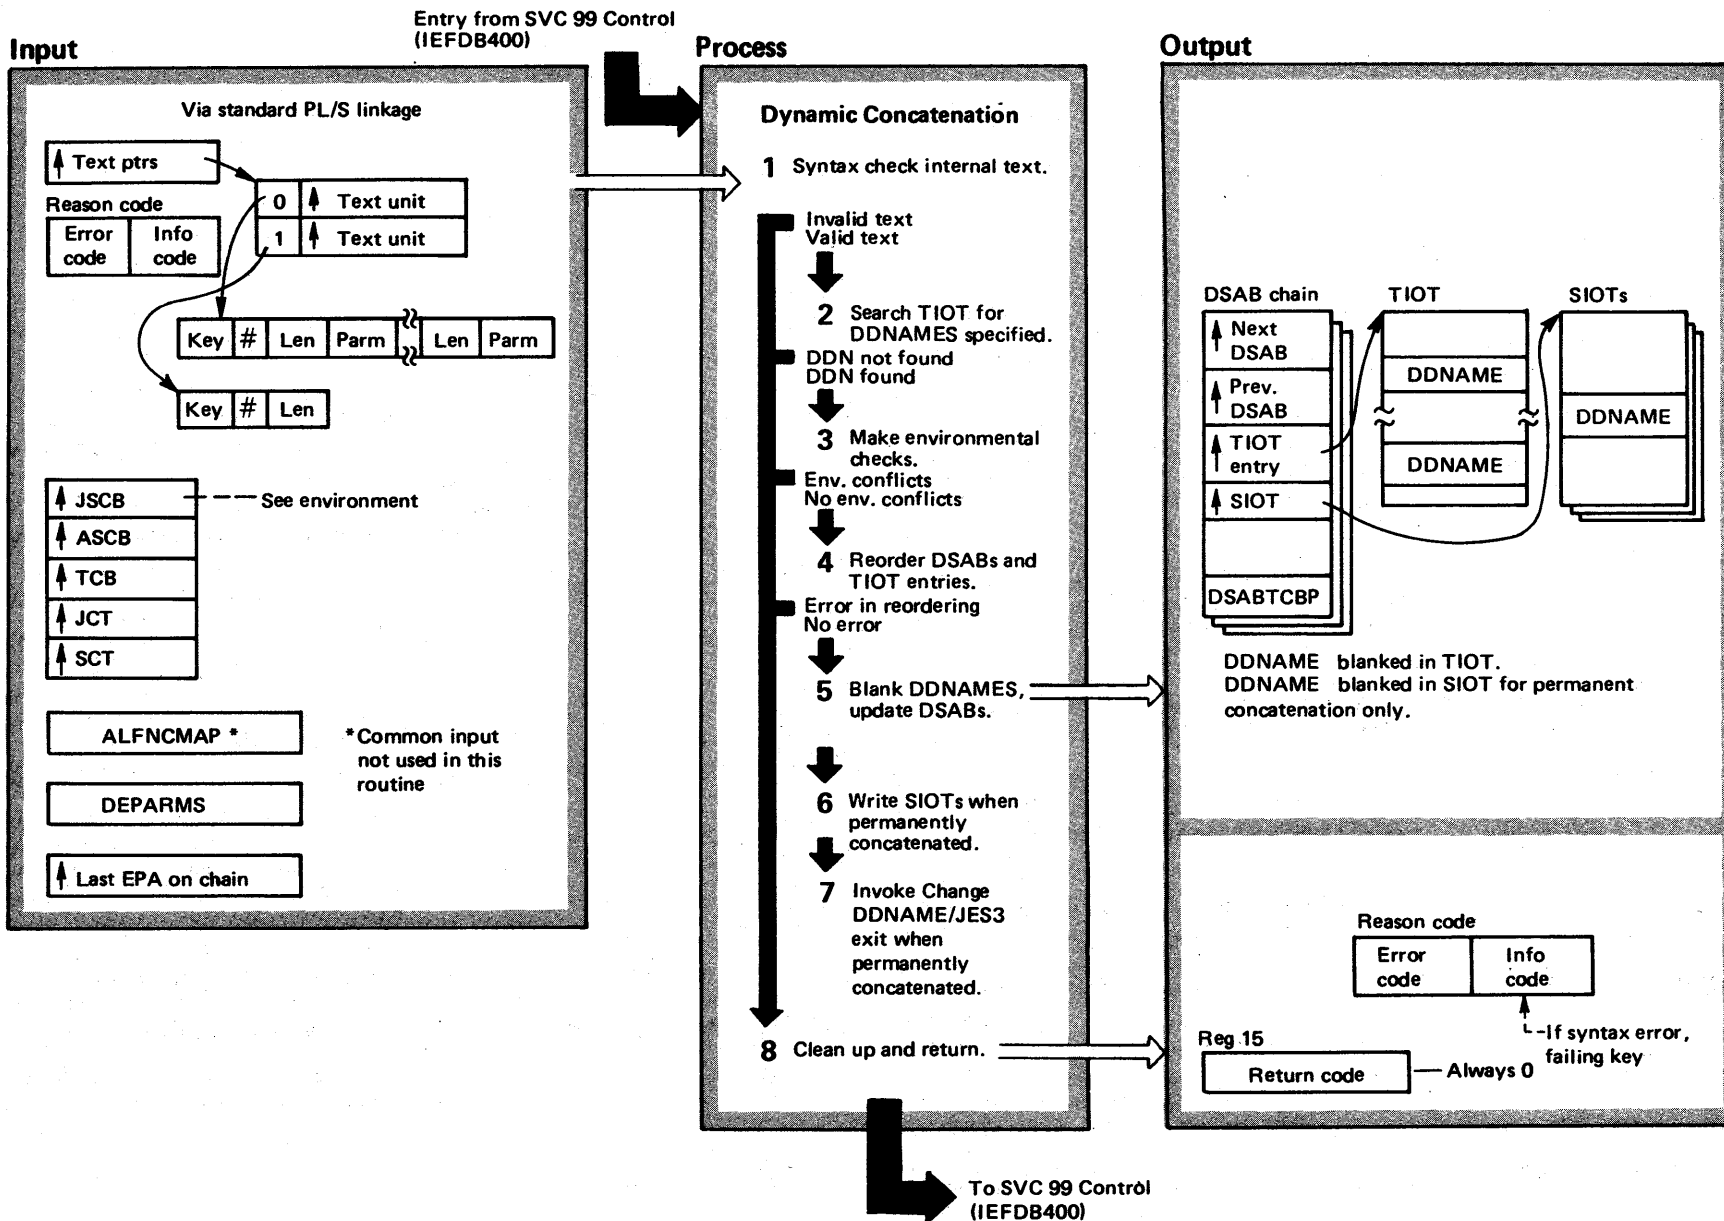 Entry from SVC 99 Control
(IEFDB400)
Input
Via standard PL/S linkage
Text ptrs
0 Text unit
1 Text unit
Reason code
Error
code
Info
code
Key # Len Parm Len Parm
Key # Len
JSCB
See environment
ASCB
TCB
JCT
SCT
ALFNCMAP *
*Common input
not used in this
routine
DEPARMS
Last EPA on chain
Process
Dynamic Concatenation
1 Syntax check internal text.
Invalid text
Valid text
2 Search TIOT for
DDNAMES specified.
DDN not found
DDN found
3 Make environmental
checks.
Env. conflicts
No env. conflicts
4 Reorder DSABs and
TIOT entries.
Error in reordering
No error
5 Blank DDNAMES,
update DSABs.
6 Write SIOTs when
permanently
concatenated.
7 Invoke Change
DDNAME/JES3
exit when
permanently
concatenated.
8 Clean up and return.
To SVC 99 Control
(IEFDB400)
Output
DSAB chain
Next
DSAB
Prev.
DSAB
TIOT
entry
SIOT
DSABTCBP
TIOT
DDNAME
DDNAME
SIOTs
DDNAME
DDNAME blanked in TIOT.
DDNAME blanked in SIOT for permanent
concatenation only.
Reason code
Error
code
Info
code
If syntax error,
failing key
Reg 15
Return code
Always 0